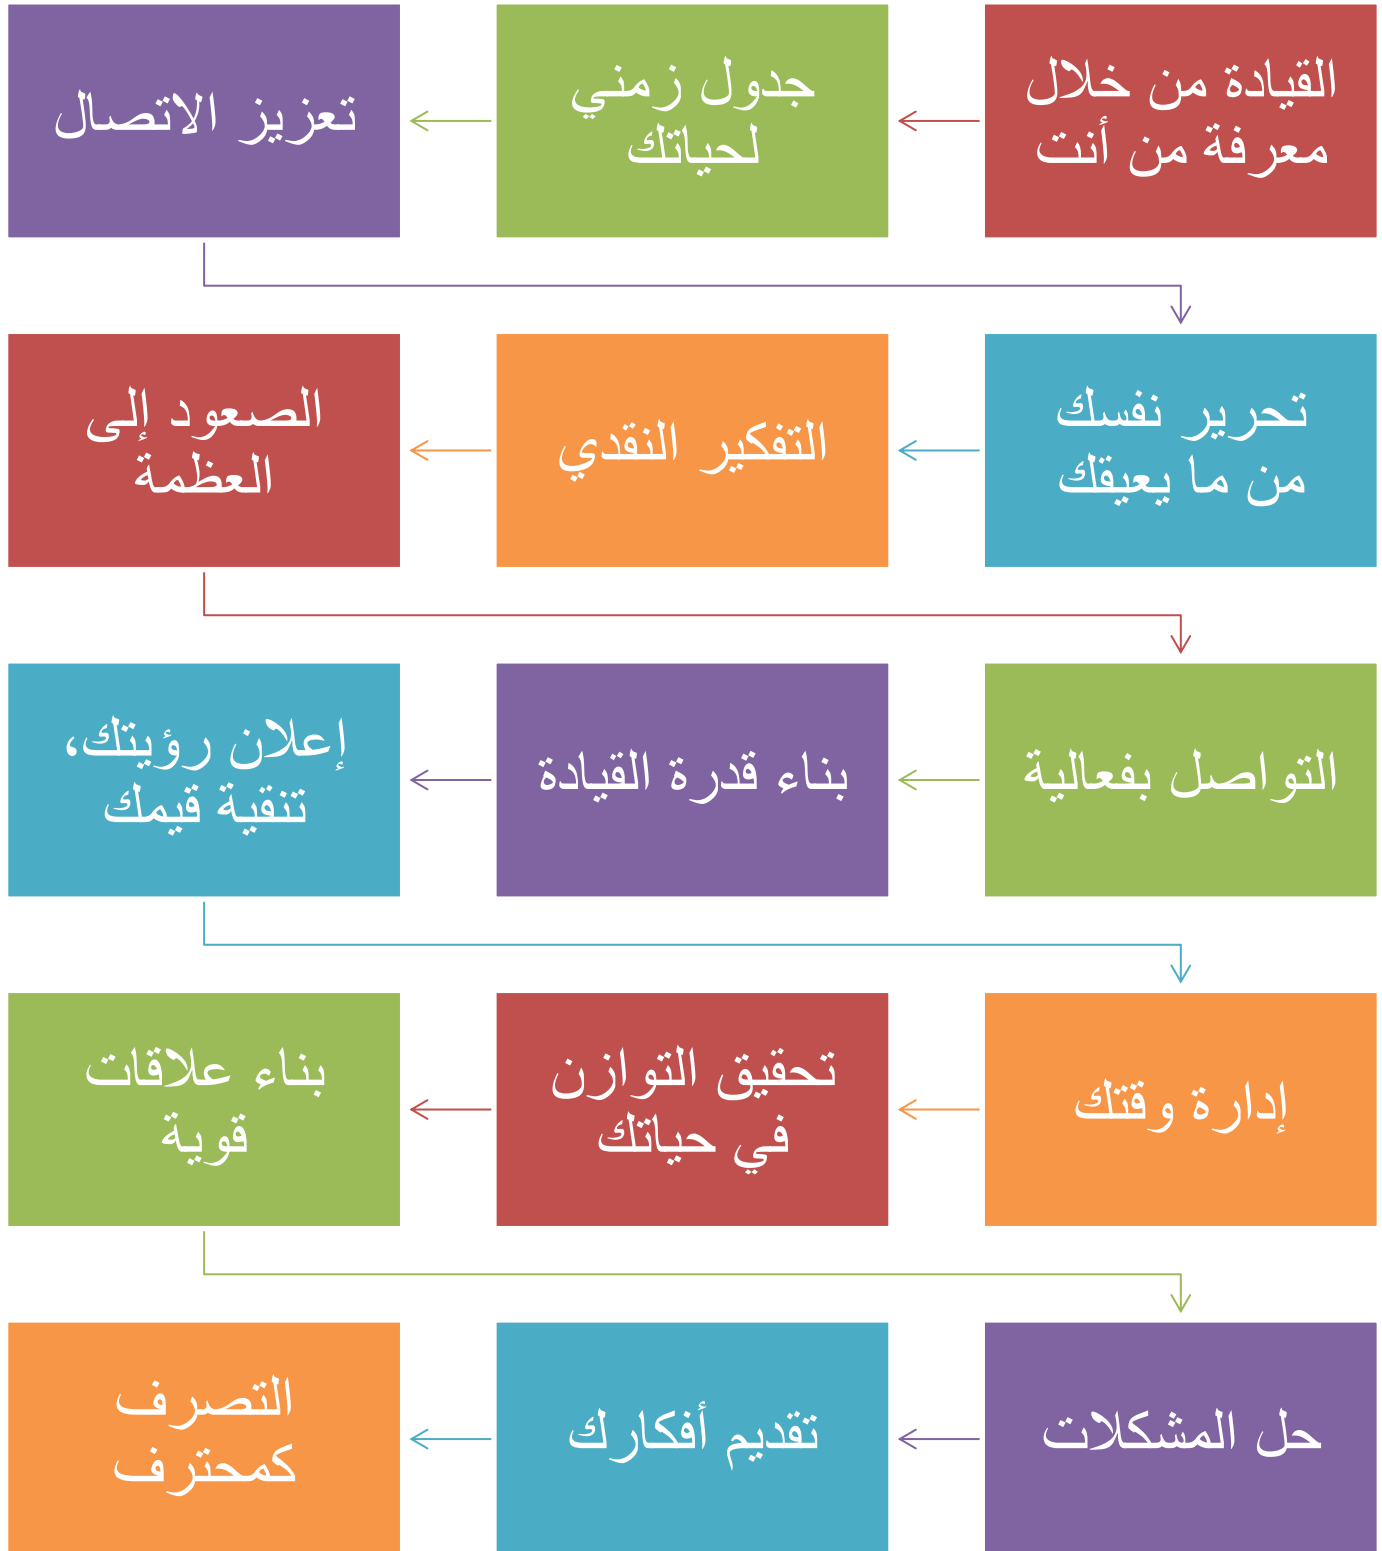 القيادة من خلال
معرفة من أنت
جدول زمني
لحياتك
تعزيز الاتصال
تحرير نفسك
من ما يعيقك
التفكير النقدي
الصعود إلى
العظمة
التواصل بفعالية
بناء قدرة القيادة
إعلان رؤيتك،
تنقية قيمك
إدارة وقتك
تحقيق التوازن
في حياتك
بناء علاقات
قوية
حل المشكلات
تقديم أفكارك
التصرف
كمحترف